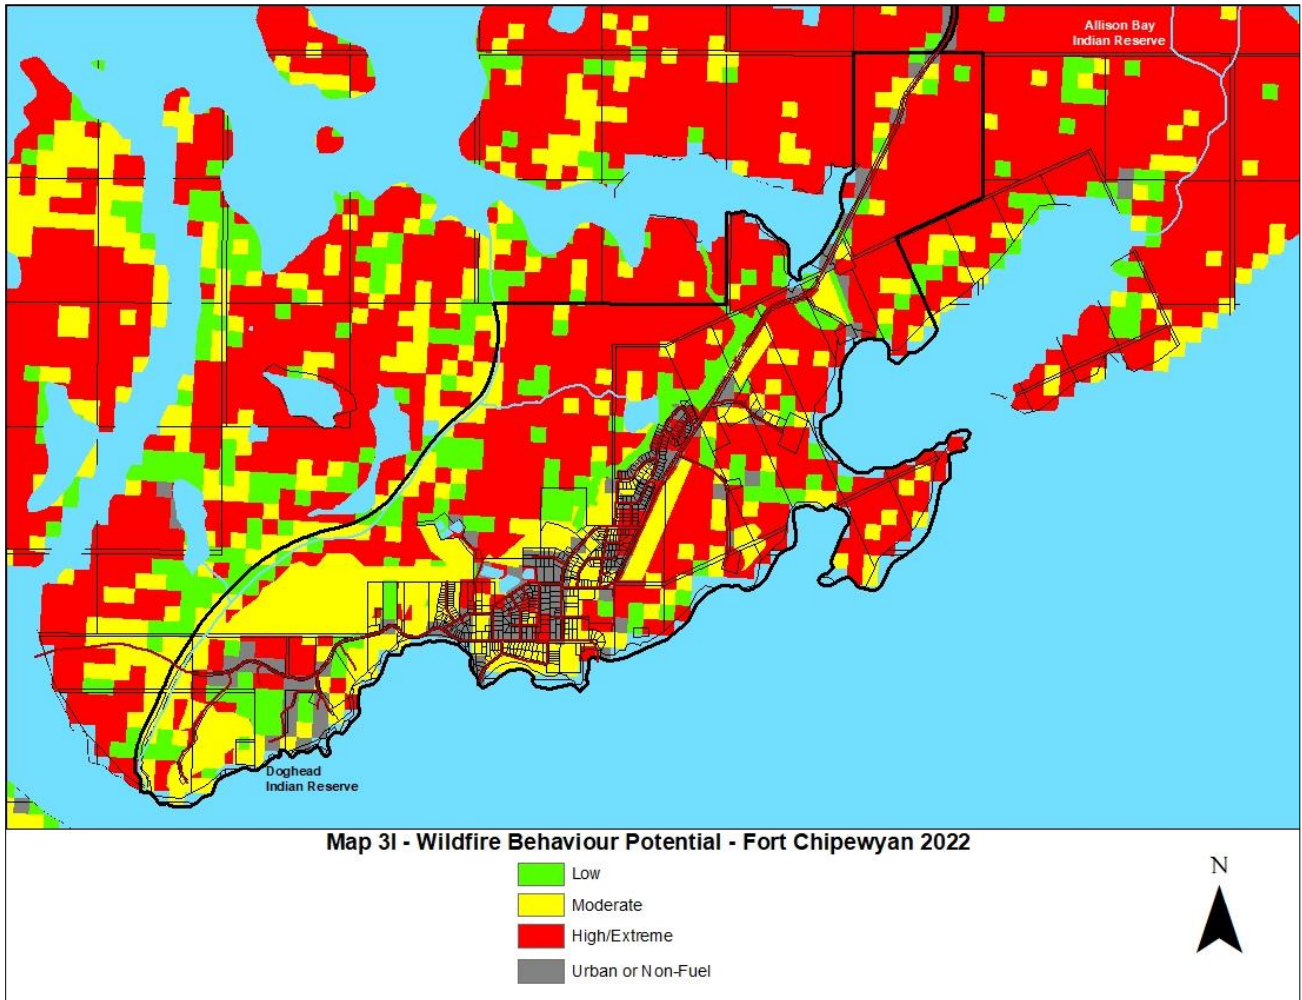 Allison Bay
Indian Reserve
Doghead
Indian Reserve
Map 3I - Wildfire Behaviour Potential - Fort Chipewyan 2022
Low
Moderate
High/Extreme
Urban or Non-Fuel
N